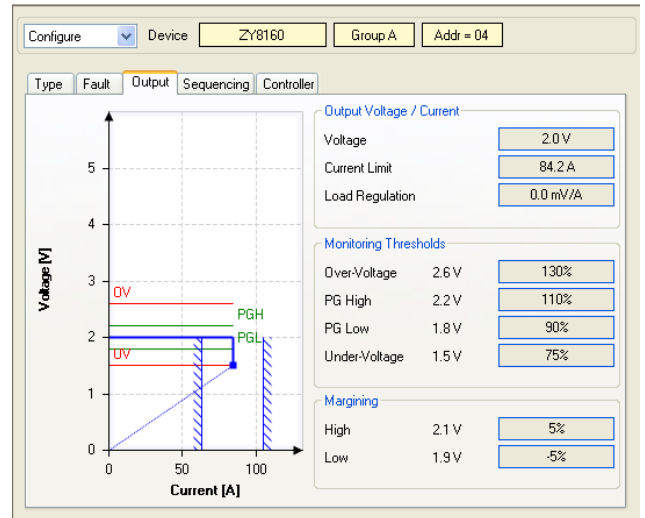 Configure Device ZY8160 Group A Addr = 04
Type Fault Output Sequencing Controller
Output Voltage / Current
Voltage 2.0 V
Current Limit 84.2 A
Load Regulation 0.0 mV/A
Monitoring Thresholds
Over-Voltage 2.6 V 130%
PG High 2.2 V 110%
PG Low 1.8 V 90%
Under-Voltage 1.5 V 75%
Margining
High 2.1 V 5%
Low 1.9 V -5%
Voltage [V]
5
4
3
2
1
0
OV
PGH
PGL
OV
0 50 100
Current [A]